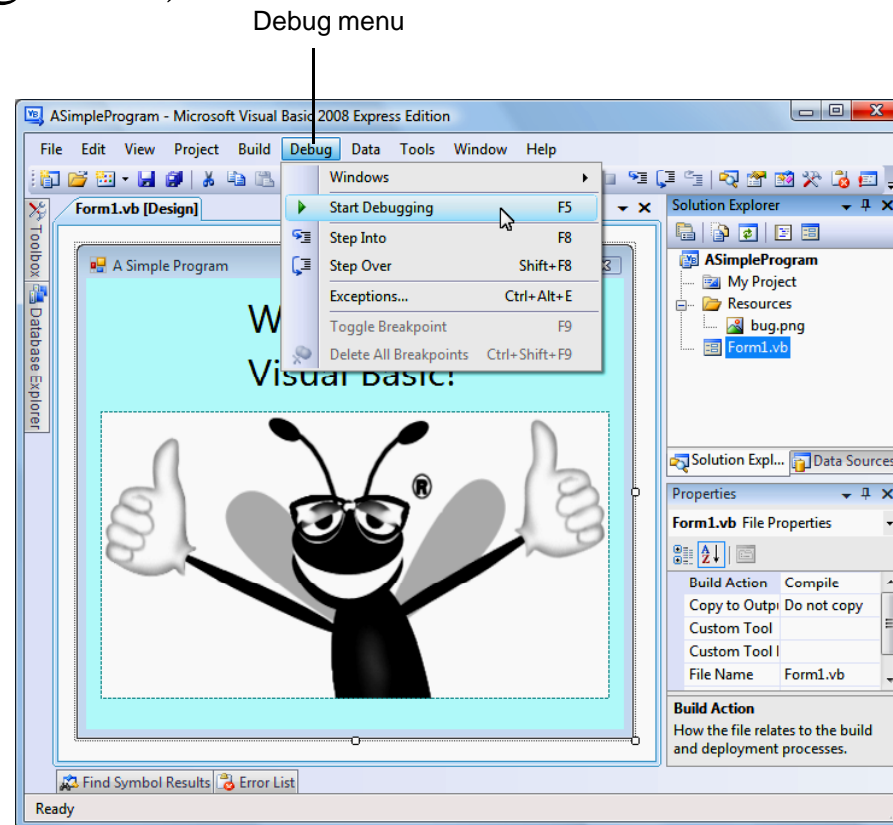 Debug menu
ASimpleProgram - Microsoft Visual Basic 2008 Express Edition
File Edit View Project Build Debug Data Tools Window Help
Windows
Start Debugging F5
Step Into F8
Step Over Shift+F8
Exceptions... Ctrl+Alt+E
Toggle Breakpoint F9
Delete All Breakpoints Ctrl+Shift+F9
Toolbox
Database Explorer
Form1.vb [Design]
A Simple Program
W
Visual Basic!
®
Solution Explorer
ASimpleProgram
My Project
Resources
bug.png
Form1.vb
Solution Expl... Data Sources
Properties
Form1.vb File Properties
Build Action Compile
Copy to Outpu Do not copy
Custom Tool
Custom Tool
File Name Form1.vb
Build Action
How the file relates to the build
and deployment processes.
Find Symbol Results Error List
Ready